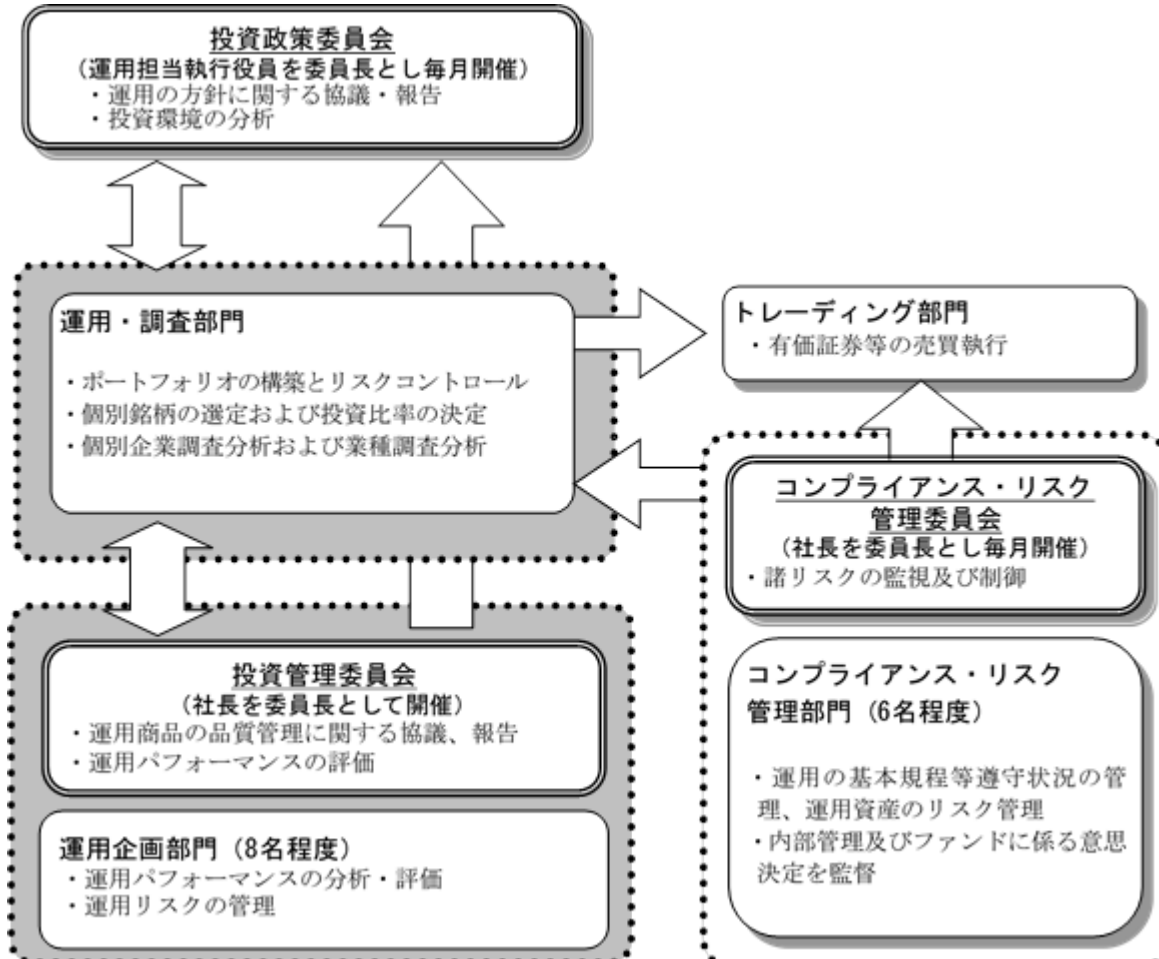 投資政策委員会
（運用担当執行役員を委員長とし毎月開催）
・運用の方針に関する協議・報告
・投資環境の分析
運用・調査部門
・ポートフォリオの構築とリスクコントロール
・個別銘柄の選定および投資比率の決定
・個別企業調査分析および業種調査分析
トレーディング部門
・有価証券等の売買執行
コンプライアンス・リスク
管理委員会
（社長を委員長とし毎月開催）
・諸リスクの監視及び制御
投資管理委員会
（社長を委員長として開催）
・運用商品の品質管理に関する協議、報告
・運用パフォーマンスの評価
運用企画部門（8名程度）
・運用パフォーマンスの分析・評価
・運用リスクの管理
コンプライアンス・リスク
管理部門（6名程度）
・運用の基本規程等遵守状況の管
理、運用資産のリスク管理
・内部管理及びファンドに係る意思
決定を監督